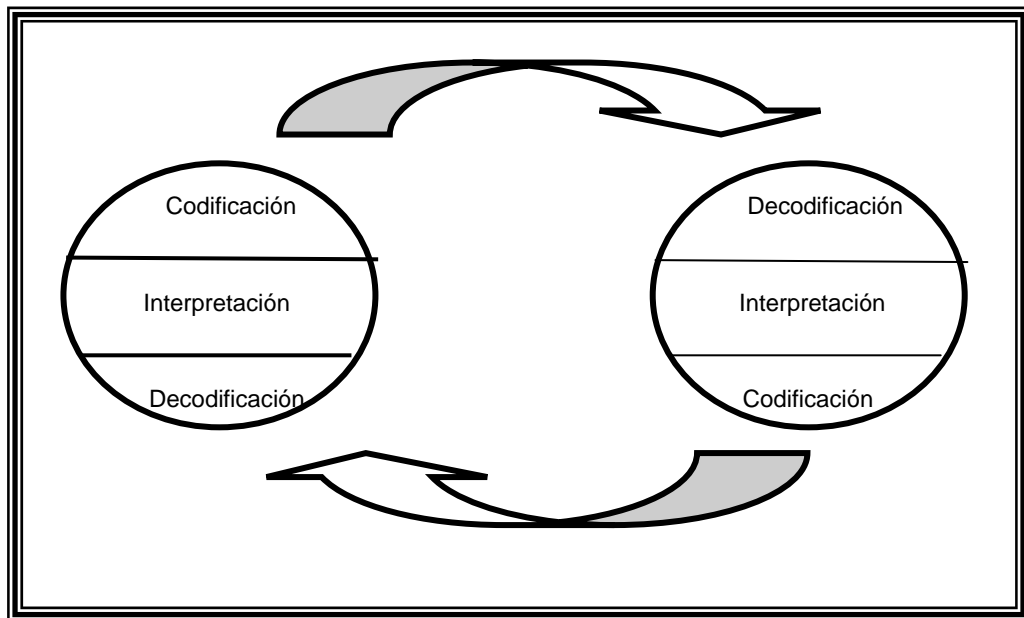 Codificación
Interpretación
Decodificación
Decodificación
Interpretación
Codificación